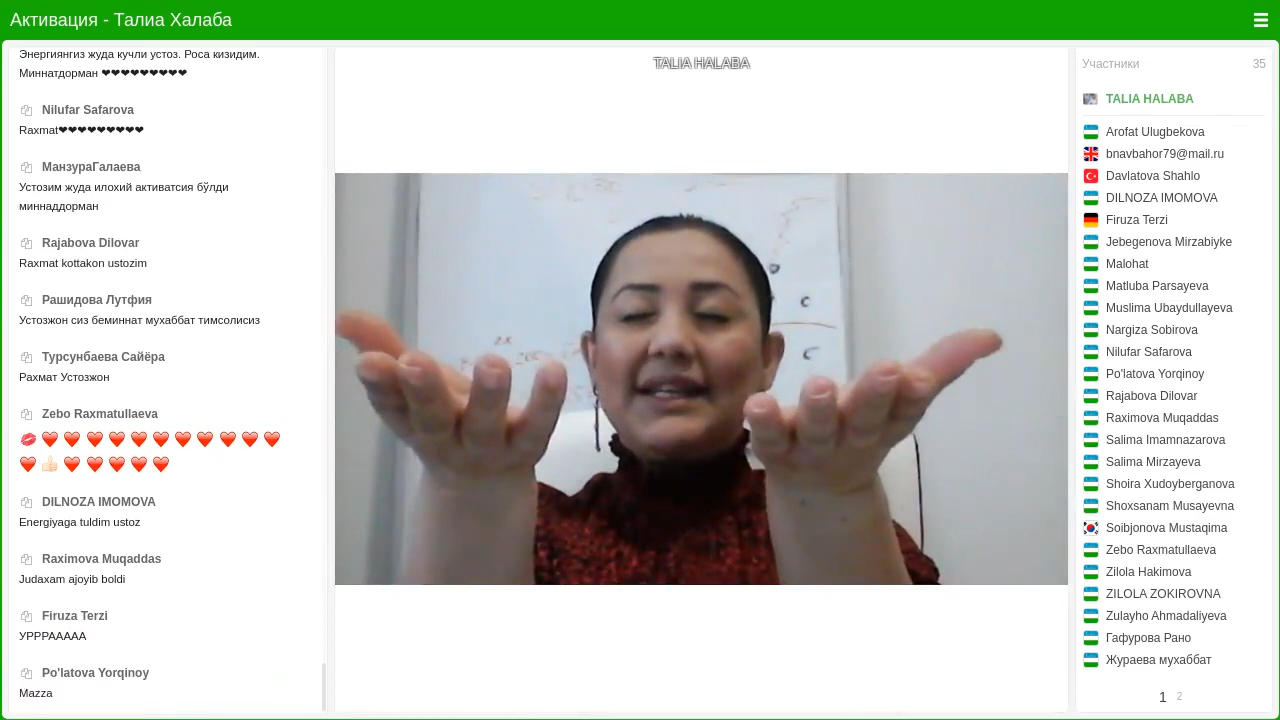 Активация - Талиа Халаба
Энергиянгиз жуда кучли устоз. Роса кизидим.
Миннатдорман ❤❤❤❤❤❤❤❤❤
Nilufar Safarova
Raxmat❤❤❤❤❤❤❤❤❤
МанзураГалаева
Устозим жуда илохий активатсия бўлди
миннаддорман
Rajabova Dilovar
Raxmat kottakon ustozim
Рашидова Лутфия
Устозжон сиз беминнат мухаббат тимсолисиз
Турсунбаева Сайёра
Рахмат Устозжон
Zebo Raxmatullaeva
DILNOZA IMOMOVA
Energiyaga tuldim ustoz
Raximova Muqaddas
Judaxam ajoyib boldi
Firuza Terzi
УРРРААААА
Po'latova Yorqinoy
Mazza
TALIA HALABA
Участники 35
TALIA HALABA
Arofat Ulugbekova
bnavbahor79@mail.ru
Davlatova Shahlo
DILNOZA IMOMOVA
Firuza Terzi
Jebegenova Mirzabiyke
Malohat
Matluba Parsayeva
Muslima Ubaydullayeva
Nargiza Sobirova
Nilufar Safarova
Po'latova Yorqinoy
Rajabova Dilovar
Raximova Muqaddas
Salima Imamnazarova
Salima Mirzayeva
Shoira Xudoyberganova
Shoxsanam Musayevna
Soibjonova Mustaqima
Zebo Raxmatullaeva
Zilola Hakimova
ZILOLA ZOKIROVNA
Zulayho Ahmadaliyeva
Гафурова Рано
Жураева мухаббат
1 2